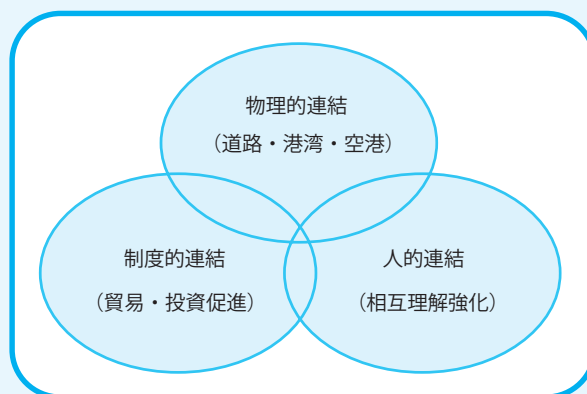 物理的連結
（道路・港湾・空港）
制度的連結
（貿易・投資促進）
人的連結
（相互理解強化）